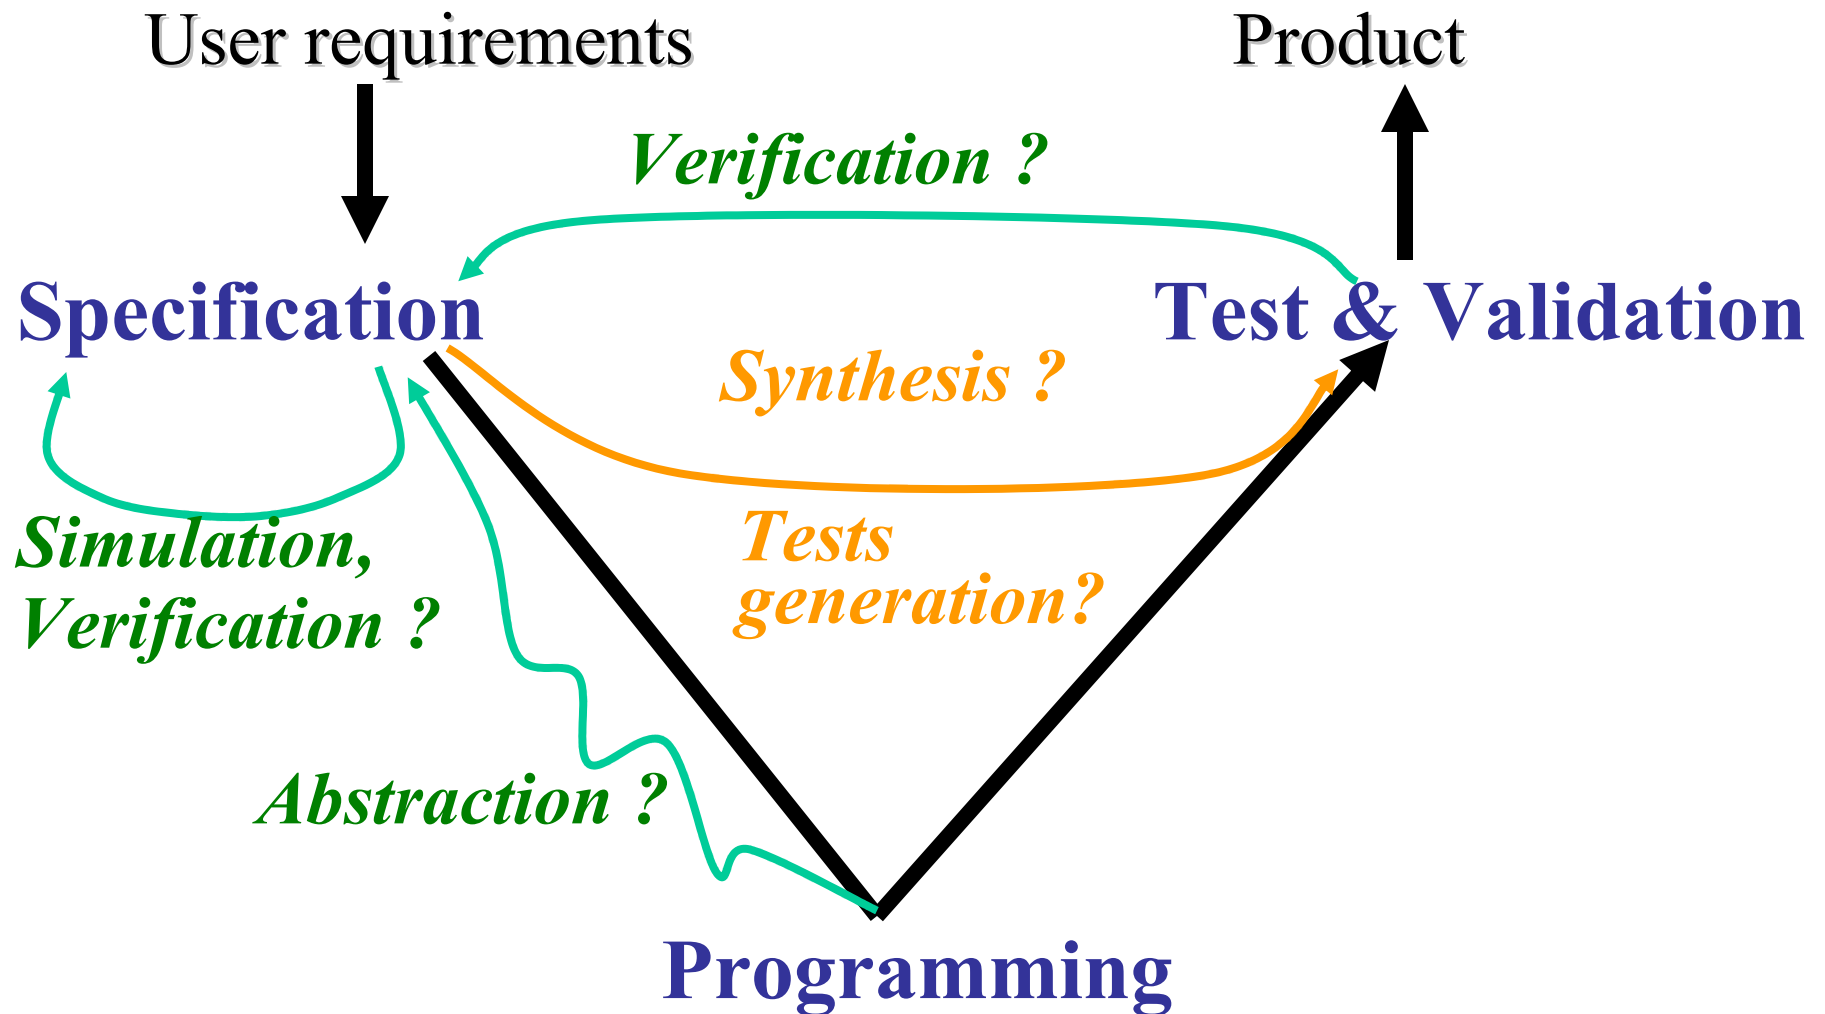 User requirements
Product
Verification ?
Specification
Test & Validation
Synthesis ?
Simulation,
Verification ?
Tests
generation?
Abstraction ?
Programming